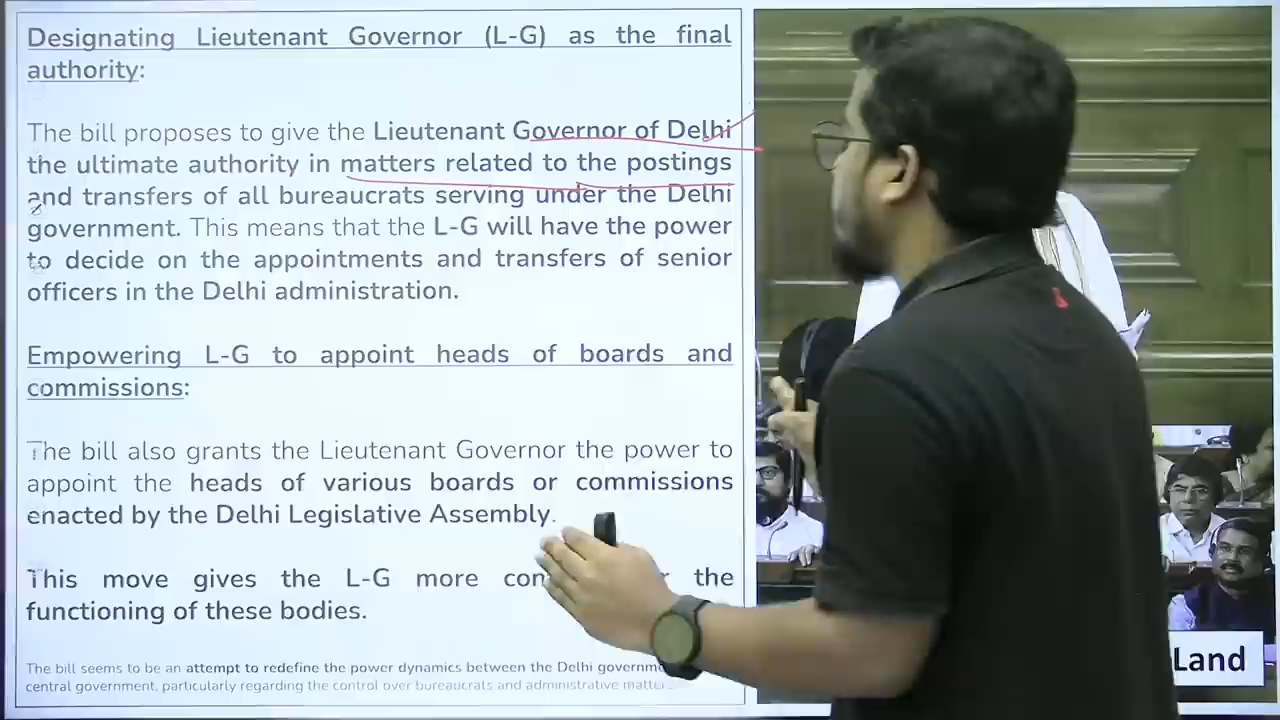 Designating Lieutenant Governor (L-G) as the final
authority:
The bill proposes to give the Lieutenant Governor of Delhi
the ultimate authority in matters related to the postings
and transfers of all bureaucrats serving under the Delhi
government. This means that the L-G will have the power
to decide on the appointments and transfers of senior
officers in the Delhi administration.
Empowering L-G to appoint heads of boards and
commissions:
The bill also grants the Lieutenant Governor the power to
appoint the heads of various boards or commissions
enacted by the Delhi Legislative Assembly.
This move gives the L-G more the
functioning of these bodies.
The bill seems to be an attempt to redefine the power dynamics between the Delhi
central government, particularly regarding the control over bureaucrats and administrative
Land